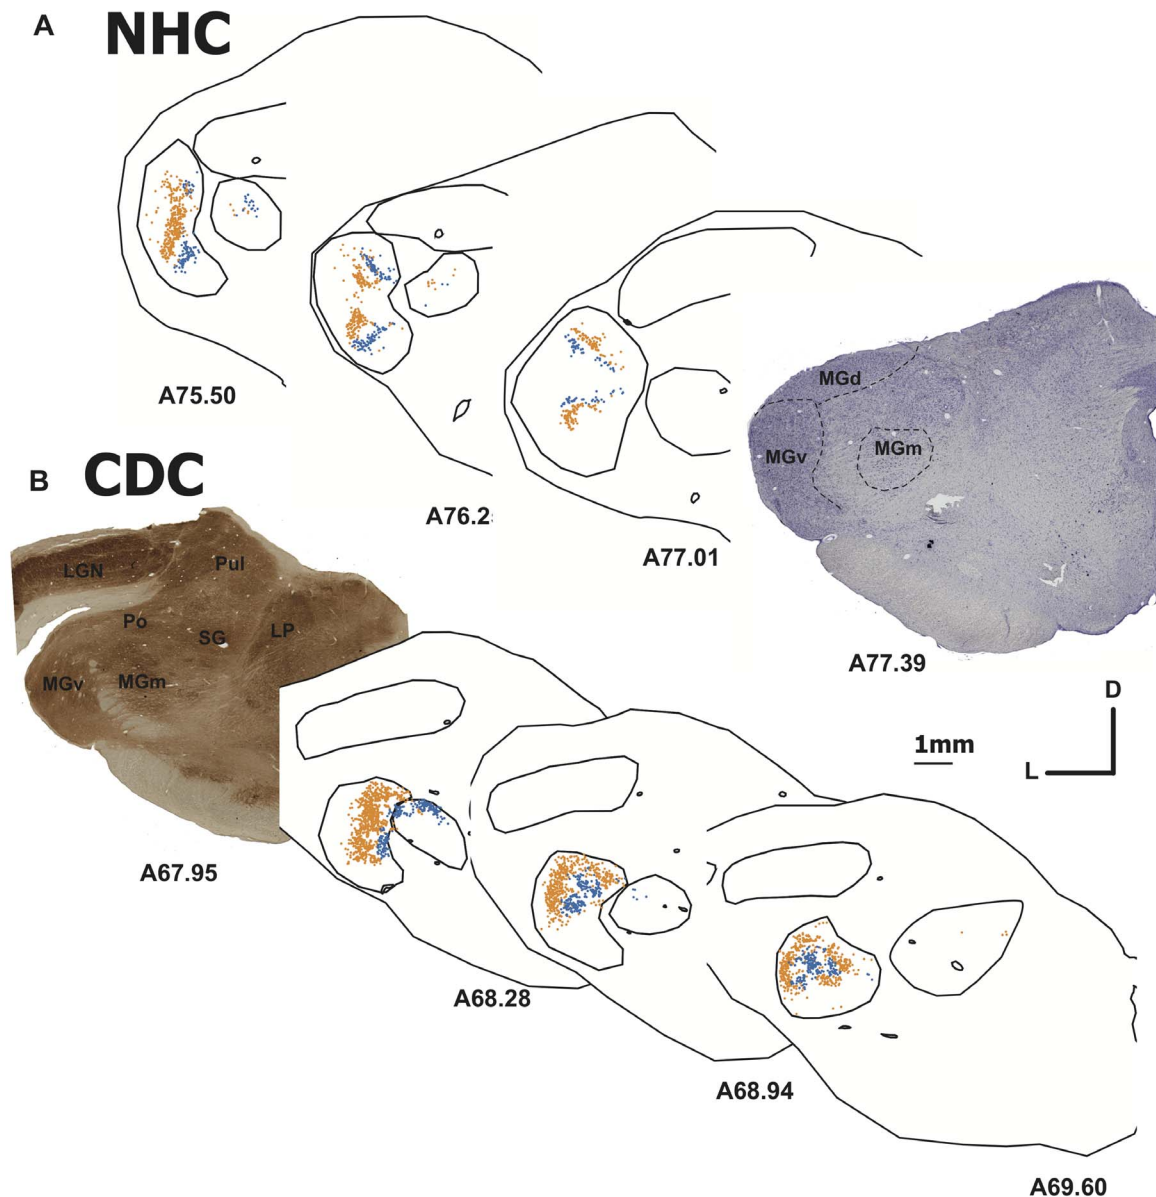 A NHC
A75.50
A76.2
A77.01
MGd
MGv
MGm
A77.39
B CDC
LGN
Pul
Po
SG
LP
MGv
MGm
A67.95
1mm
D
L
A68.28
A68.94
A69.60